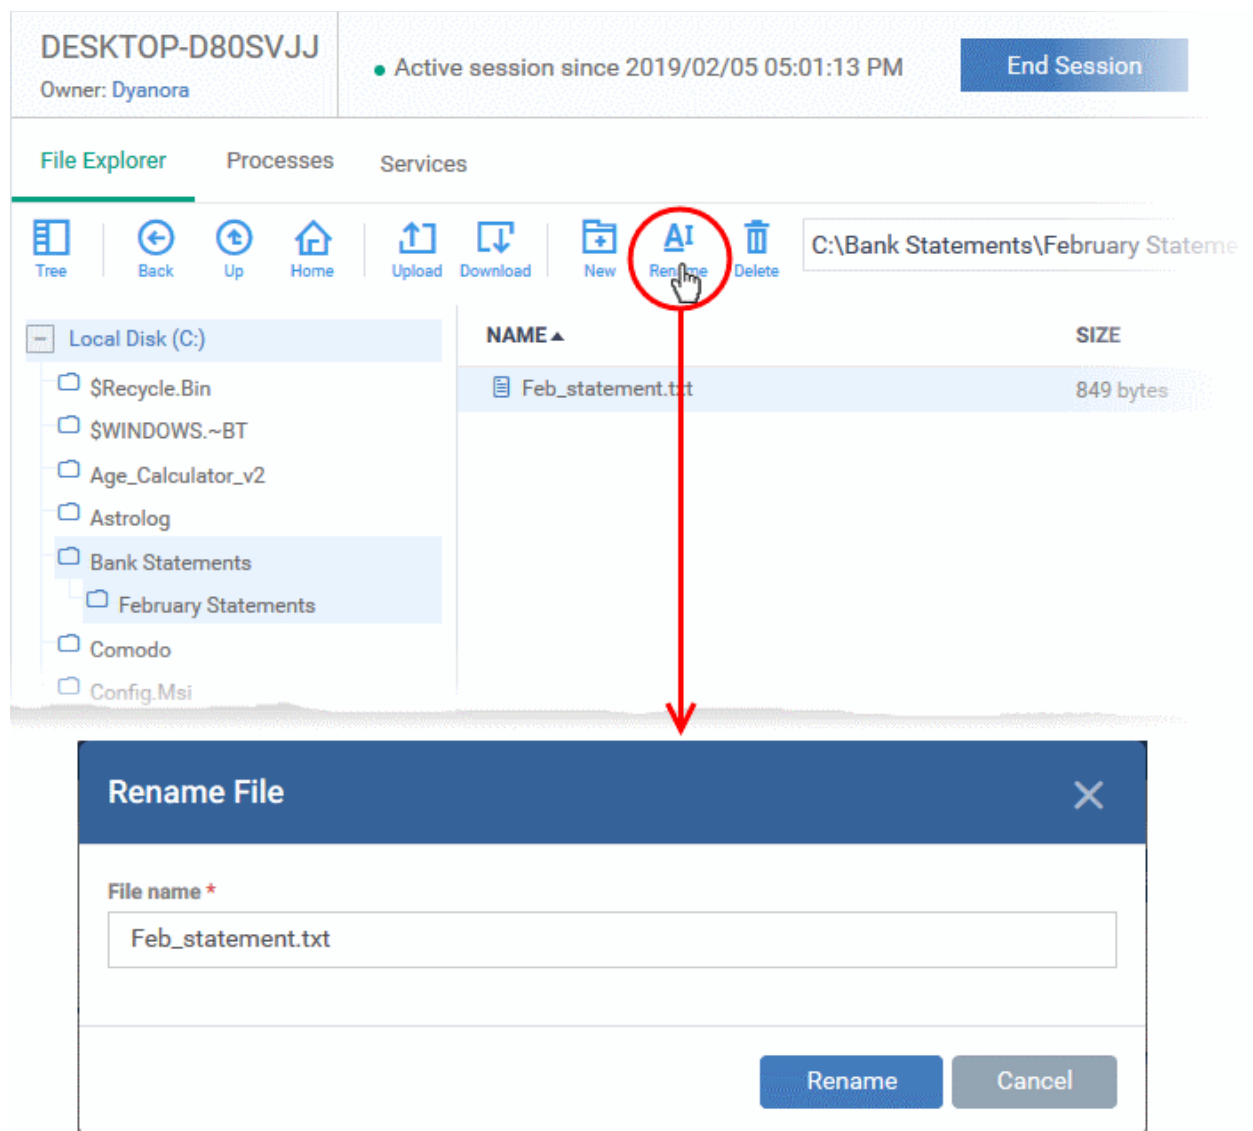 DESKTOP-D80SVJJ
Owner: Dyanora
Active session since 2019/02/05 05:01:13 PM
End Session
File Explorer Processes Services
Tree Back Up Home Upload Download New Rename Delete
C:\Bank Statements\February Stateme
Local Disk (C:)
NAME SIZE
$Recycle.Bin
Feb_statement.txt 849 bytes
$WINDOWS.~BT
Age_Calculator_v2
Astrolog
Bank Statements
February Statements
Comodo
Config.Msi
Rename File
File name *
Feb_statement.txt
Rename Cancel